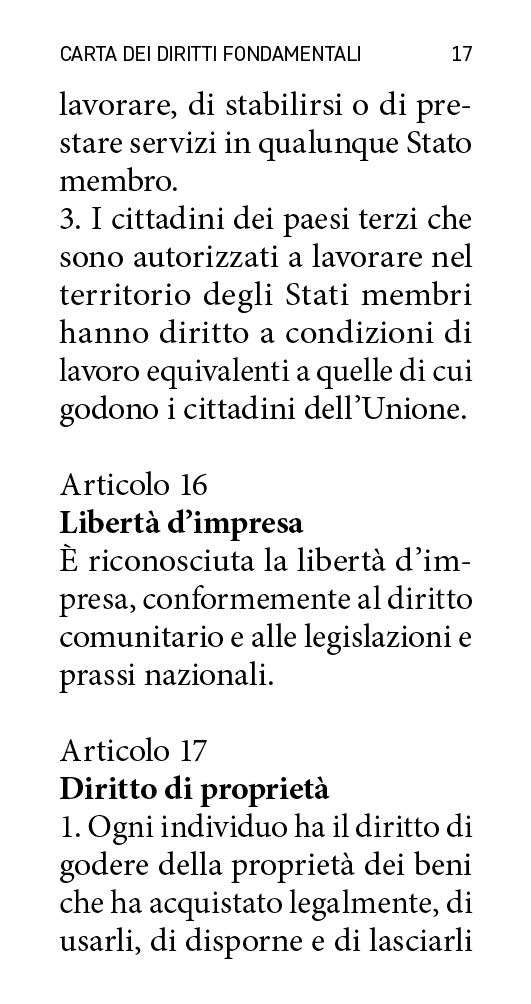 CARTA DEI DIRITTI FONDAMENTALI 17
lavorare, di stabilirsi o di pre-
stare servizi in qualunque Stato
membro.
3. I cittadini dei paesi terzi che
sono autorizzati a lavorare nel
territorio degli Stati membri
hanno diritto a condizioni di
lavoro equivalenti a quelle di cui
godono i cittadini dell’Unione.
Articolo 16
Libertà d’impresa
È riconosciuta la libertà d’im-
presa, conformemente al diritto
comunitario e alle legislazioni e
prassi nazionali.
Articolo 17
Diritto di proprietà
1. Ogni individuo ha il diritto di
godere della proprietà dei beni
che ha acquistato legalmente, di
usarli, di disporne e di lasciarli